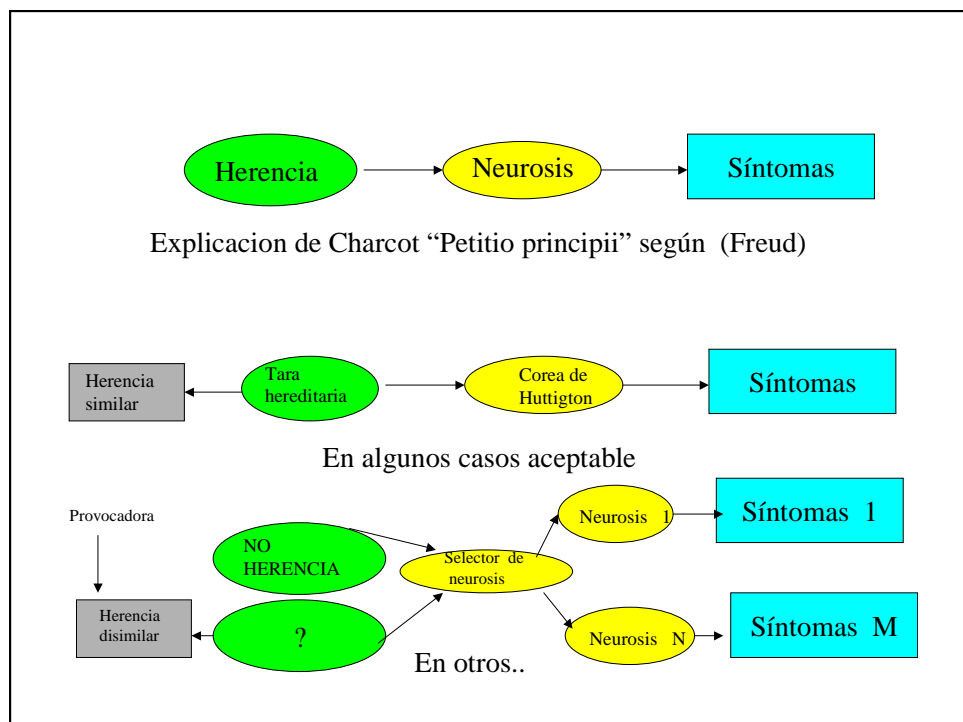 Herencia
Neurosis
Síntomas
Explicacion de Charcot “Petitio principii” según (Freud)
Herencia
similar
Tara
hereditaria
Corea de
Huttigton
Síntomas
En algunos casos aceptable
Provocadora
NO
HERENCIA
Selector de
neurosis
Neurosis 1
Síntomas 1
Herencia
disimilar
?
Neurosis N
Síntomas M
En otros..